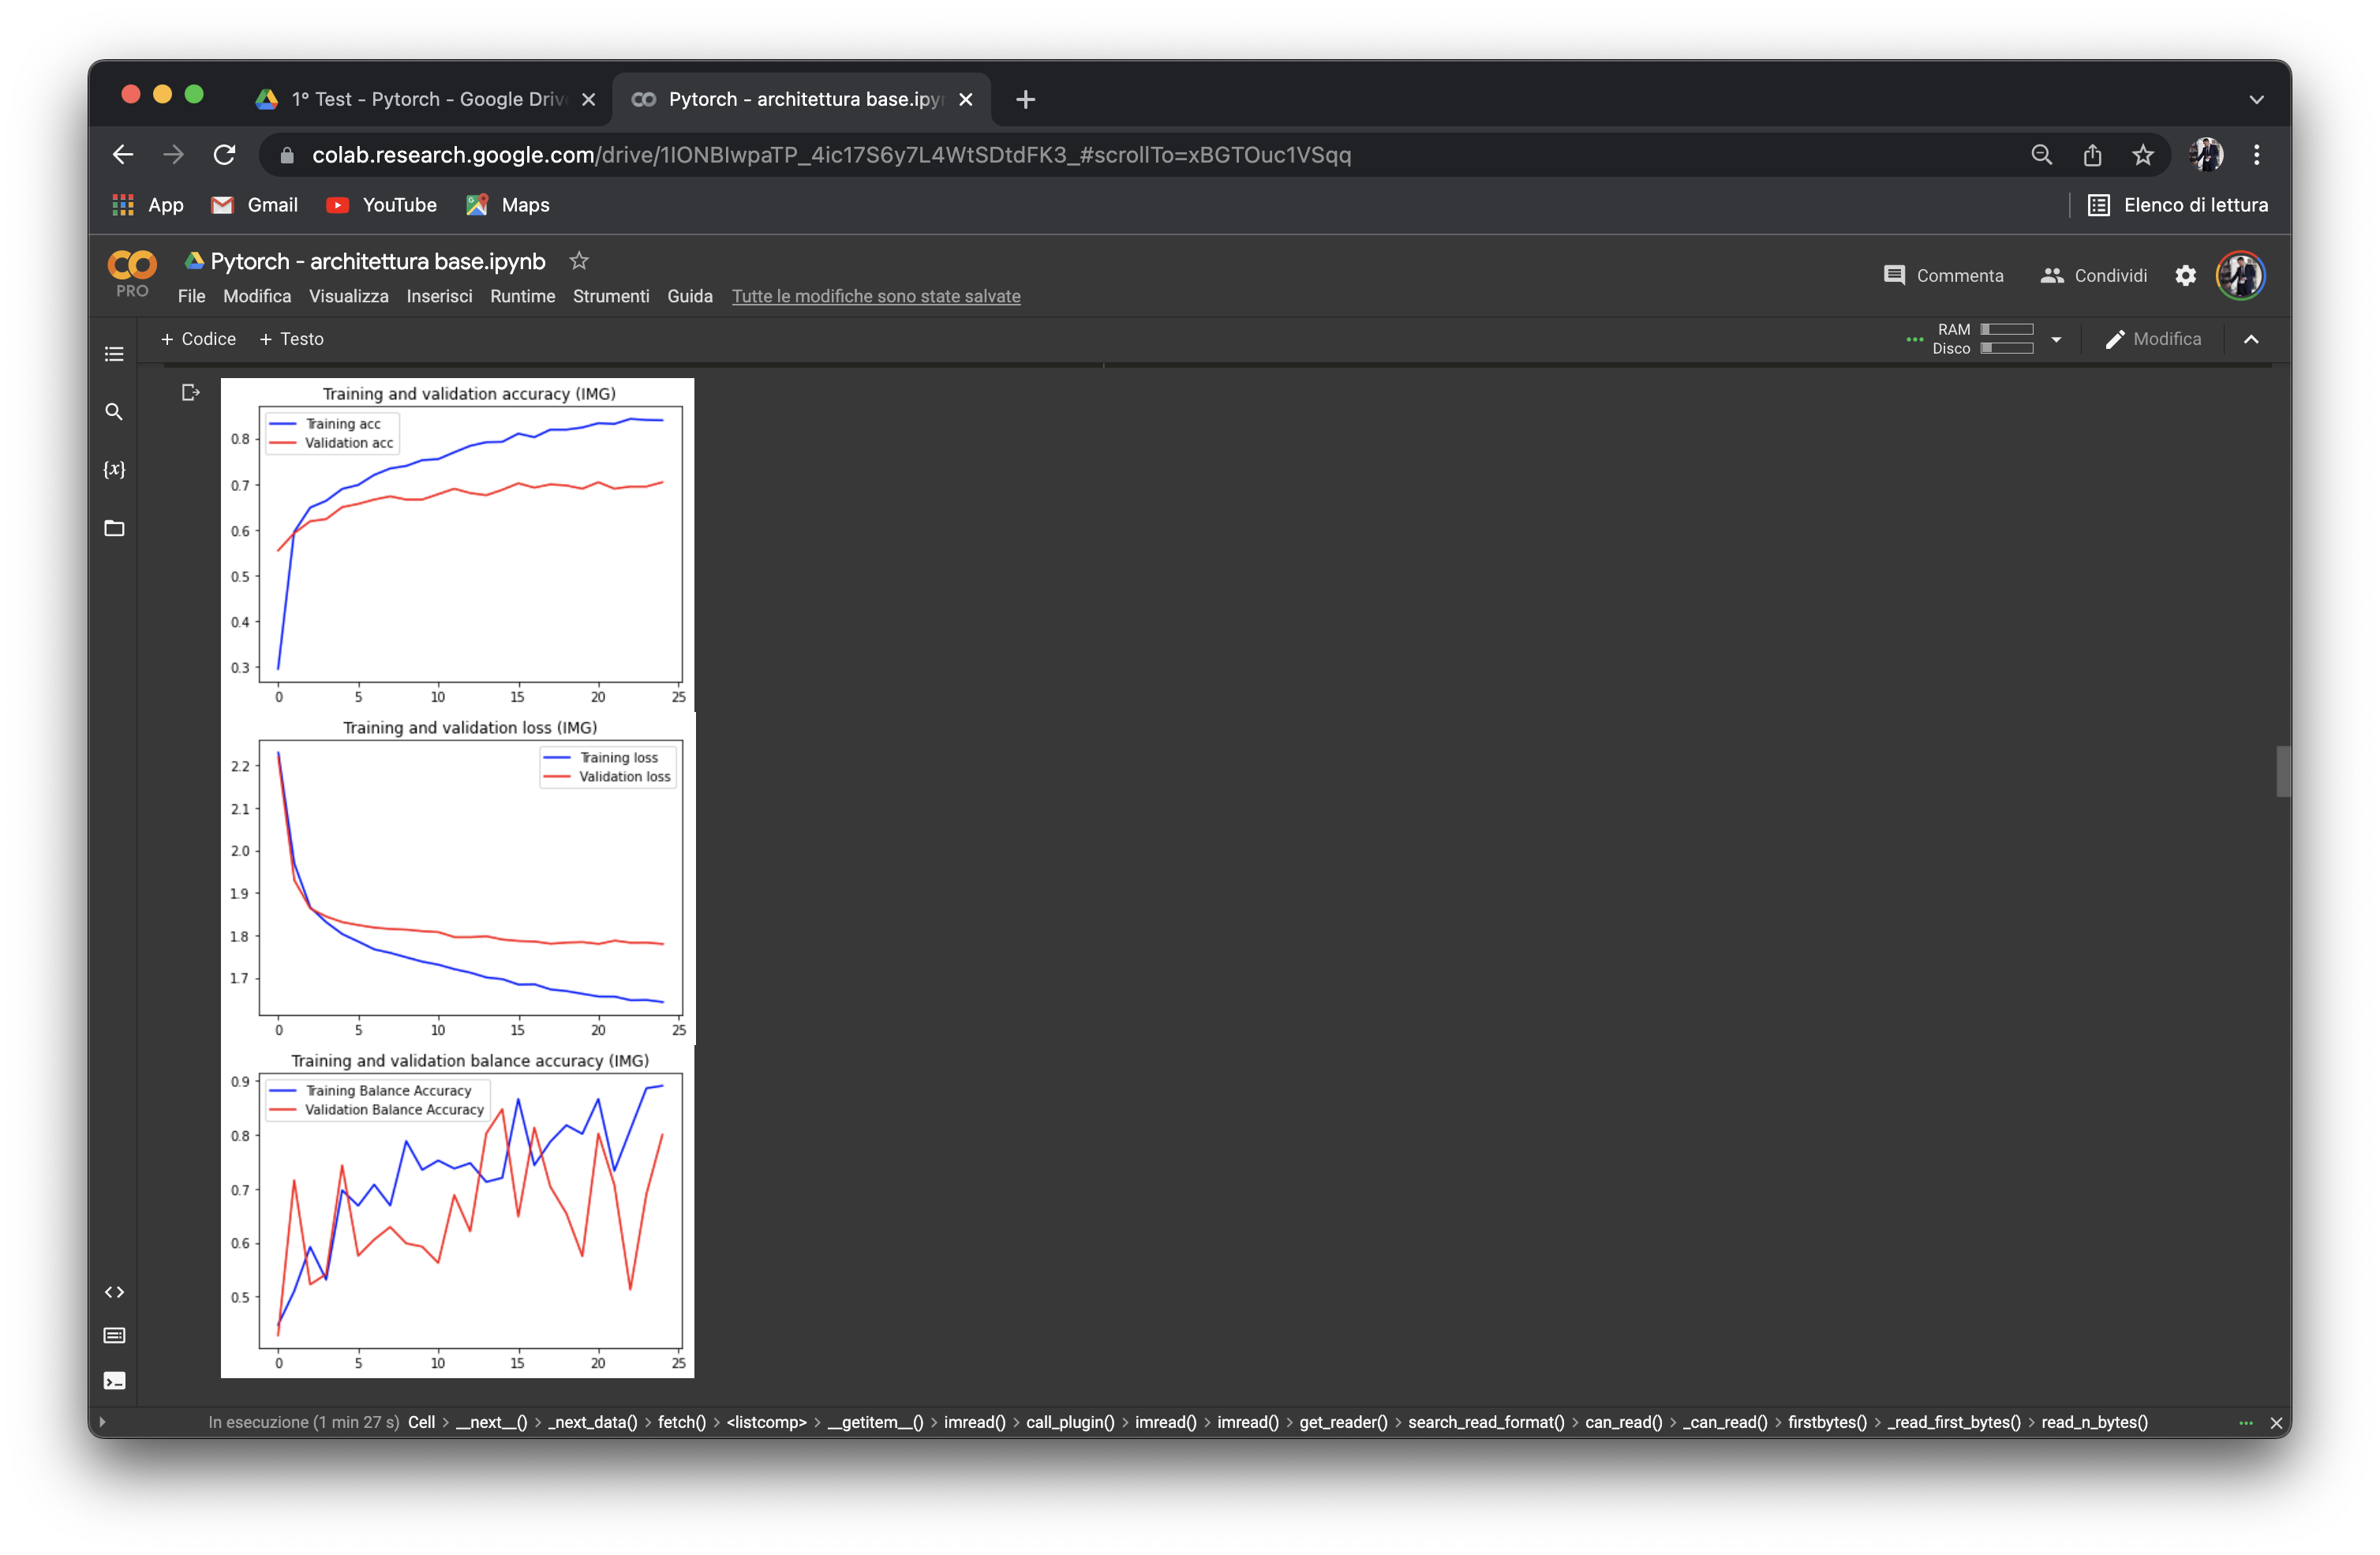 1° Test - Pytorch - Google Driv
Pytorch - architettura base.ipyn
colab.research.google.com/drive/1IONBIwpaTP_4ic17S6y7L4WtSDtdFK3_#scrollTo=xBGTOuc1VSqq
App Gmail YouTube Maps Elenco di lettura
PRO
Pytorch - architettura base.ipynb
Commenta Condividi
File Modifica Visualizza Inserisci Runtime Strumenti Guida Tutte le modifiche sono state salvate
+ Codice + Testo
RAM
Disco
Modifica
{x}
Training and validation accuracy (IMG)
Training acc
Validation acc
0.8
0.7
0.6
0.5
0.4
0.3
0 5 10 15 20 25
Training and validation loss (IMG)
Training loss
Validation loss
2.2
2.1
2.0
1.9
1.8
1.7
0 5 10 15 20 25
Training and validation balance accuracy (IMG)
Training Balance Accuracy
Validation Balance Accuracy
0.9
0.8
0.7
0.6
0.5
0 5 10 15 20 25
In esecuzione (1 min 27 s) Cell > __next__() > _next_data() > fetch() > <listcomp> > __getitem__() > imread() > call_plugin() > imread() > imread() > get_reader() > search_read_format() > can_read() > _can_read() > firstbytes() > _read_first_bytes() > read_n_bytes()